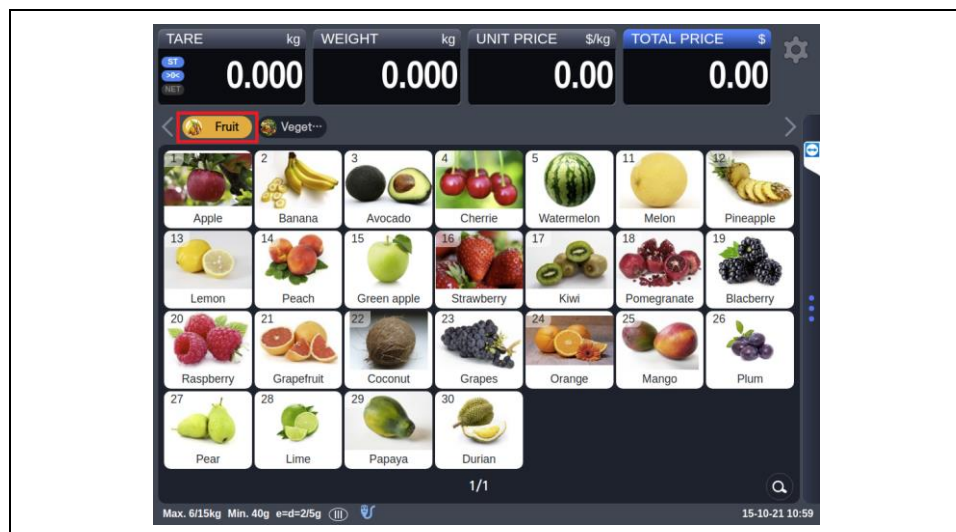 TARE kg WEIGHT kg UNIT PRICE $/kg TOTAL PRICE $
ST
>0<
NET
0.000 0.000 0.00 0.00
Fruit Veget···
1 2 3 4 5 11 12
Apple Banana Avocado Cherrie Watermelon Melon Pineapple
13 14 15 16 17 18 19
Lemon Peach Green apple Strawberry Kiwi Pomegranate Blacberry
20 21 22 23 24 25 26
Raspberry Grapefruit Coconut Grapes Orange Mango Plum
27 28 29 30
Pear Lime Papaya Durian
1/1
Max. 6/15kg Min. 40g e=d=2/5g III 15-10-21 10:59